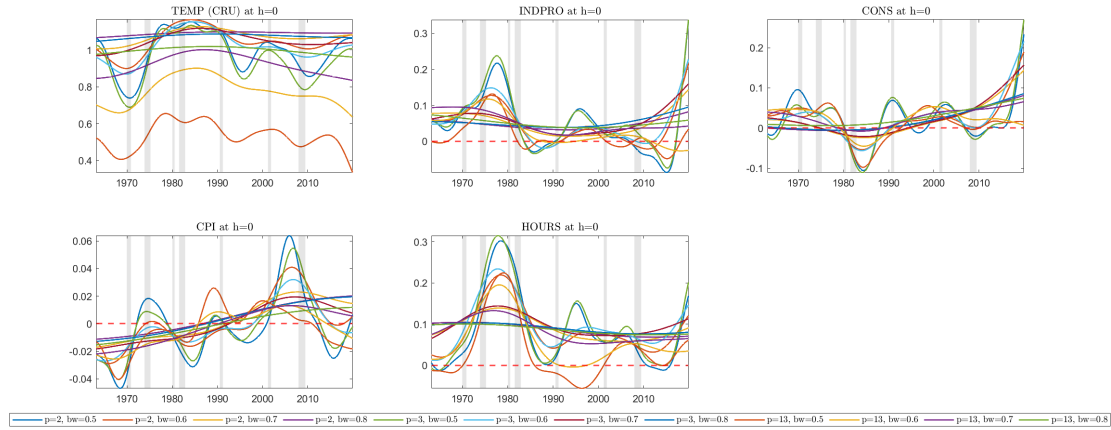 TEMP (CRU) at h=0
INDPRO at h=0
CONS at h=0
1
0.8
0.6
0.4
1970 1980 1990 2000 2010
0.3
0.2
0.1
0
1970 1980 1990 2000 2010
0.2
0.1
0
-0.1
1970 1980 1990 2000 2010
CPI at h=0
HOURS at h=0
0.06
0.04
0.02
0
-0.02
-0.04
1970 1980 1990 2000 2010
0.3
0.2
0.1
0
1970 1980 1990 2000 2010
p=2, bw=0.5 p=2, bw=0.6 p=2, bw=0.7 p=2, bw=0.8 p=3, bw=0.5 p=3, bw=0.6 p=3, bw=0.7 p=3, bw=0.8 p=13, bw=0.5 p=13, bw=0.6 p=13, bw=0.7 p=13, bw=0.8